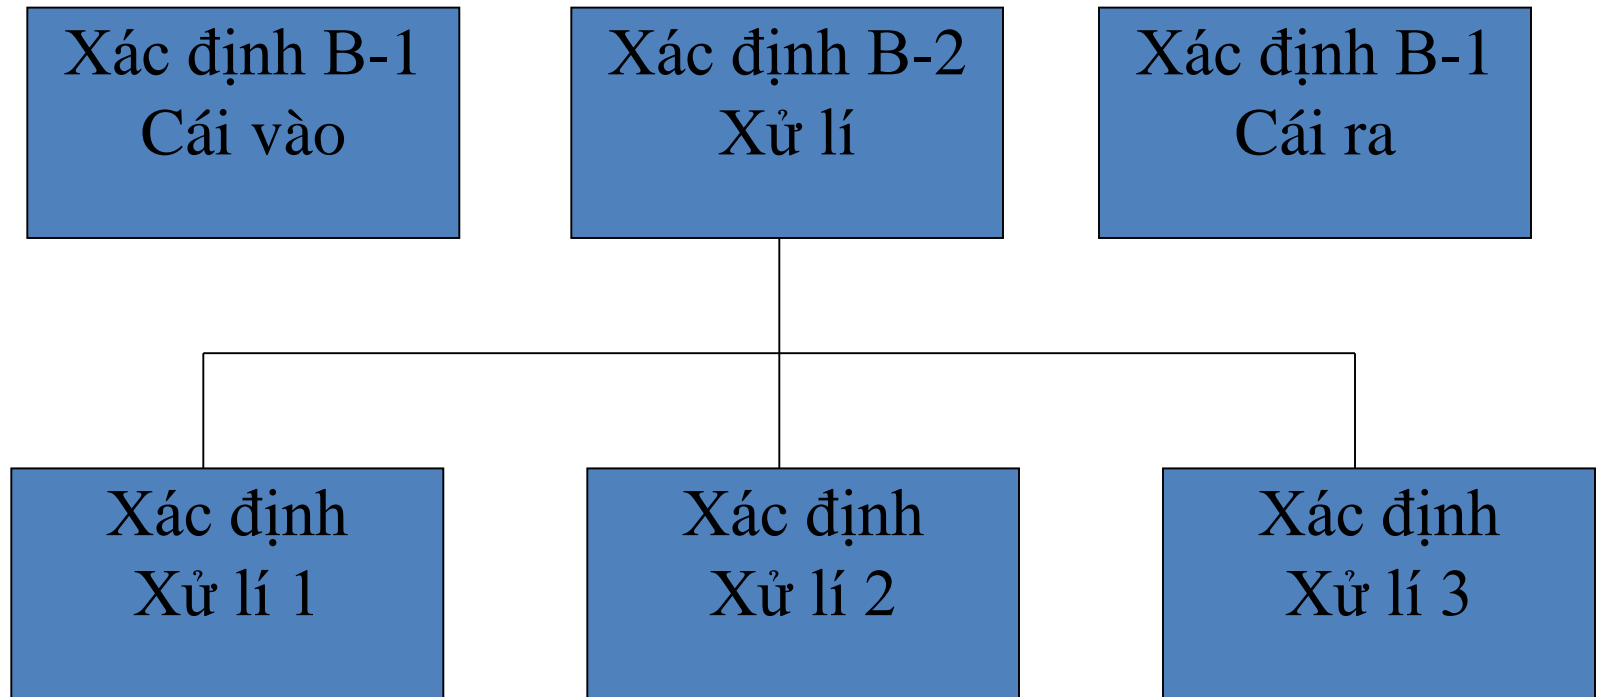 Xác định B-1
Cái vào
Xác định B-2
Xử lí
Xác định B-1
Cái ra
Xác định
Xử lí 1
Xác định
Xử lí 2
Xác định
Xử lí 3